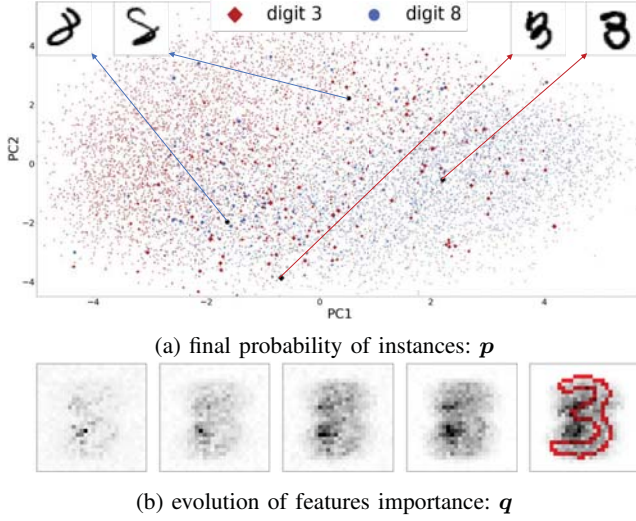 digit 3 digit 8
4
2
0
−2
−4
PC2
−4 −2 0 2 4
PC1
(a) final probability of instances: p
(b) evolution of features importance: q